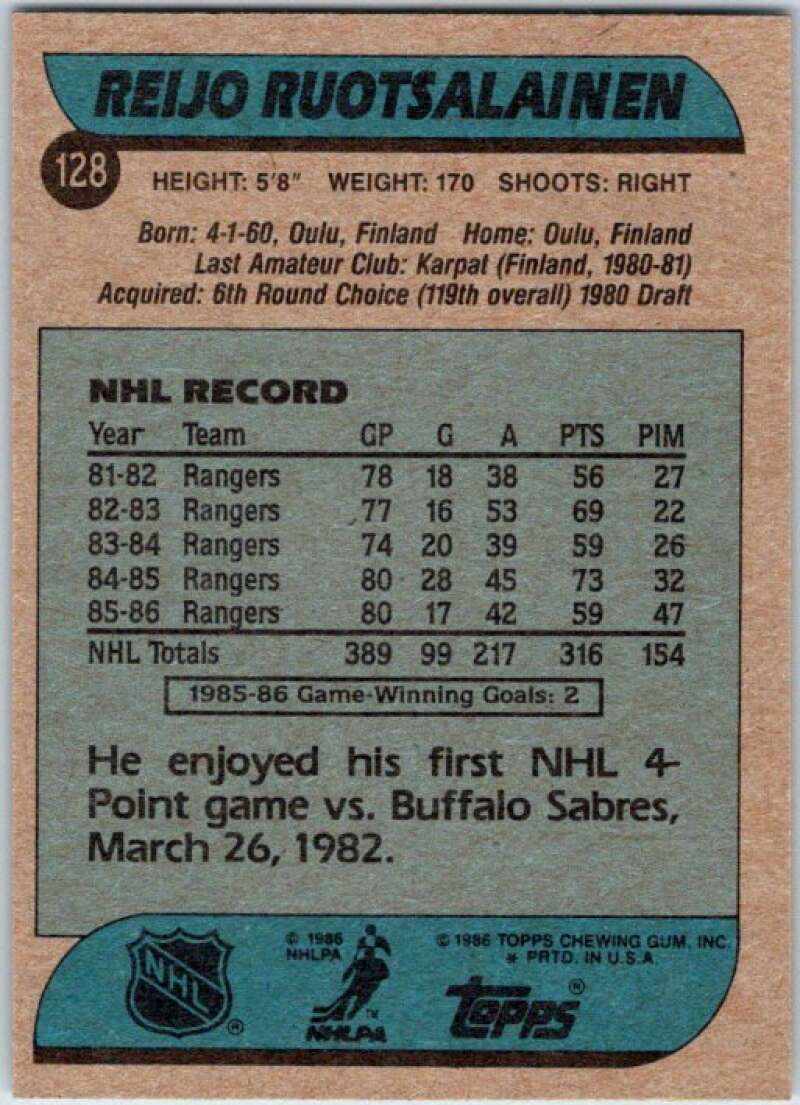 REIJO RUOTSALAINEN
128
HEIGHT: 5'8" WEIGHT: 170 SHOOTS: RIGHT
Born: 4-1-60, Oulu, Finland Home: Oulu, Finland
Last Amateur Club: Karpat (Finland, 1980-81)
Acquired: 6th Round Choice (119th overall) 1980 Draft
NHL RECORD
Year Team GP G A PTS PIM
81-82 Rangers 78 18 38 56 27
82-83 Rangers 77 16 53 69 22
83-84 Rangers 74 20 39 59 26
84-85 Rangers 80 28 45 73 32
85-86 Rangers 80 17 42 59 47
NHL Totals 389 99 217 316 154
1985-86 Game-Winning Goals: 2
He enjoyed his first NHL 4-
Point game vs. Buffalo Sabres,
March 26, 1982.
NHL ®
© 1986
NHLPA
TM
NHLPA
© 1986 TOPPS CHEWING GUM, INC.
* PRTD. IN U.S.A.
TOPPS ®